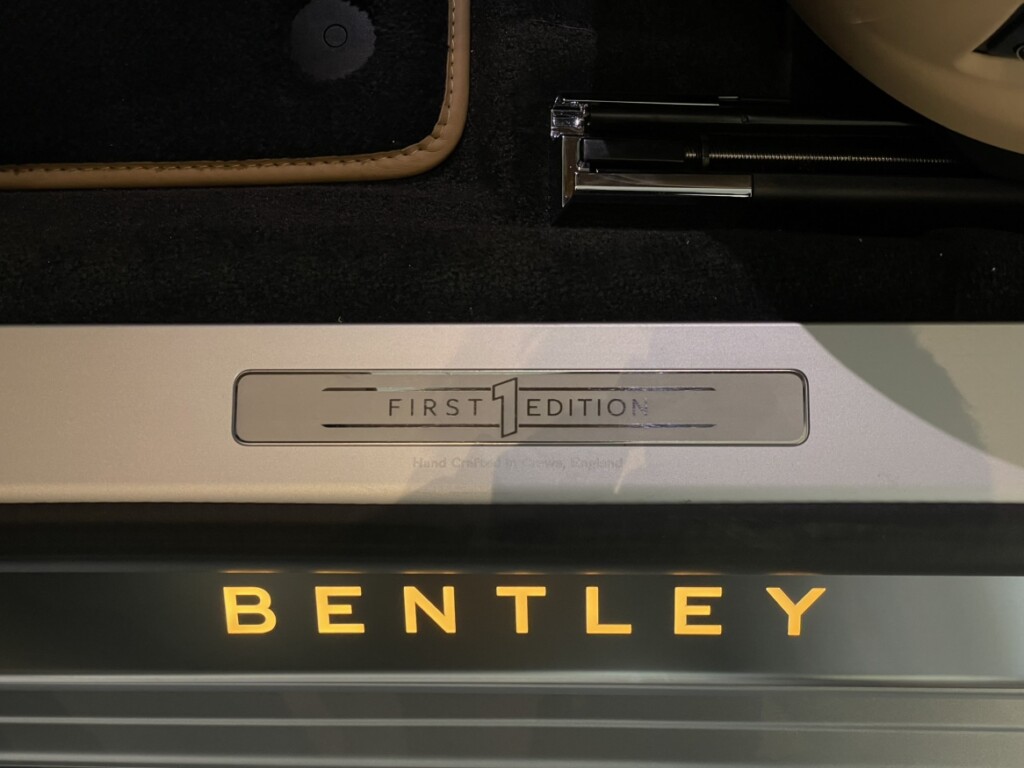 FIRST 1 EDITION
Hand Crafted in Crewe, England
BENTLEY